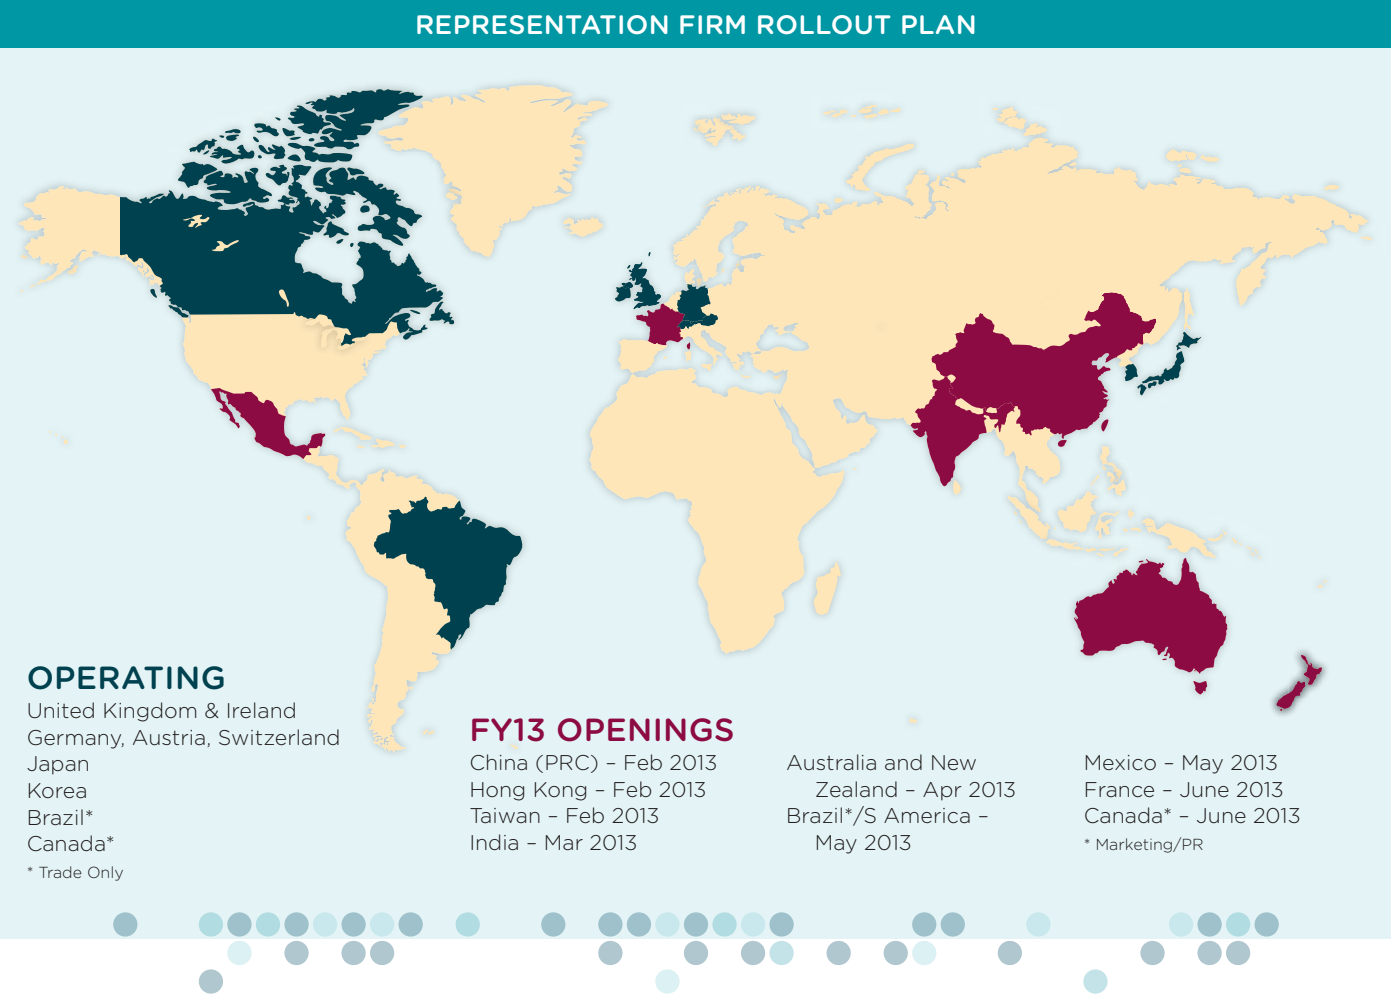 REPRESENTATION FIRM ROLLOUT PLAN
OPERATING
United Kingdom & Ireland
Germany, Austria, Switzerland
Japan
Korea
Brazil*
Canada*
* Trade Only
FY13 OPENINGS
China (PRC) – Feb 2013
Hong Kong – Feb 2013
Taiwan – Feb 2013
India – Mar 2013
Australia and New
Zealand – Apr 2013
Brazil*/S America –
May 2013
Mexico – May 2013
France – June 2013
Canada* – June 2013
* Marketing/PR